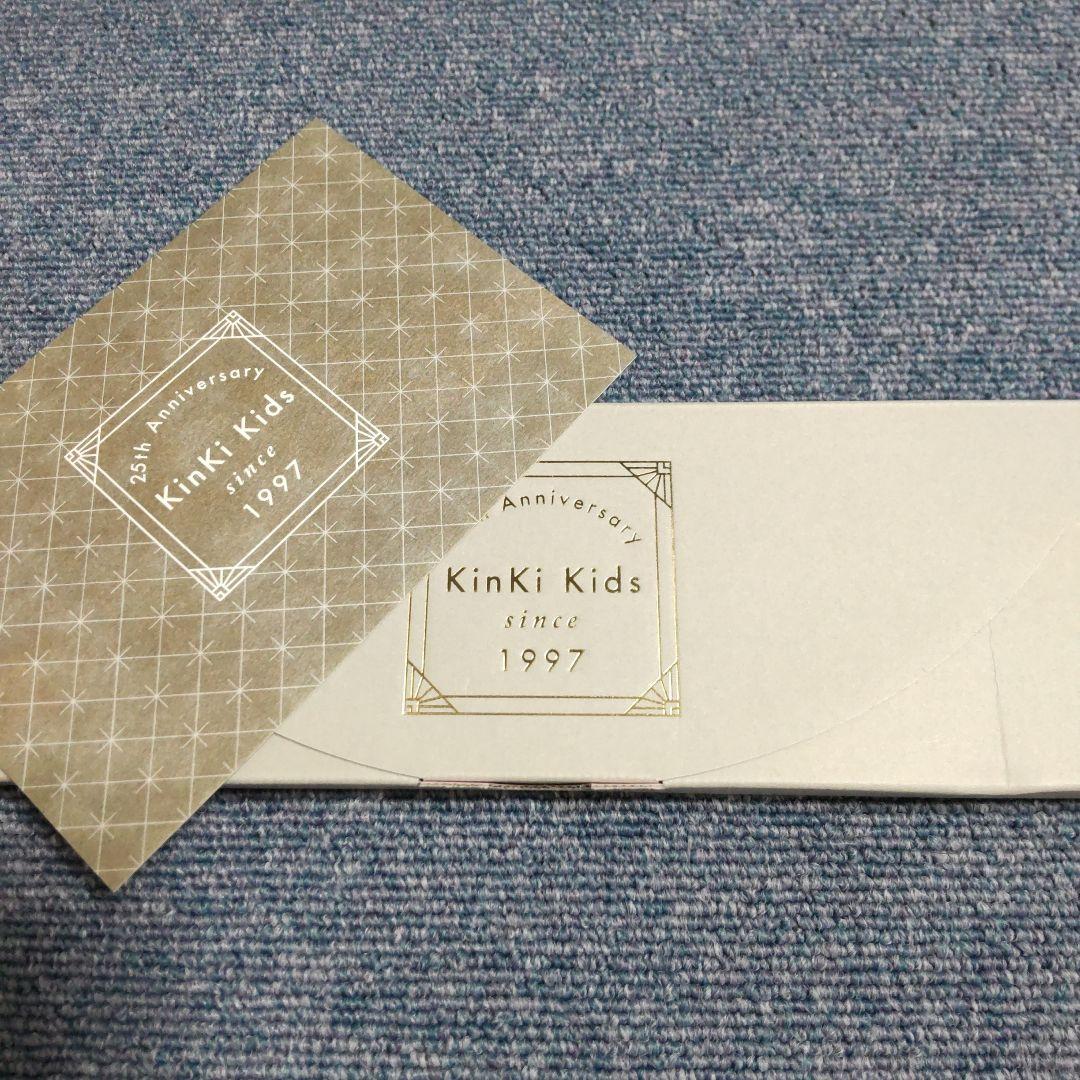 25th Anniversary
KinKi Kids
since
1997
Anniversary
KinKi Kids
since
1997